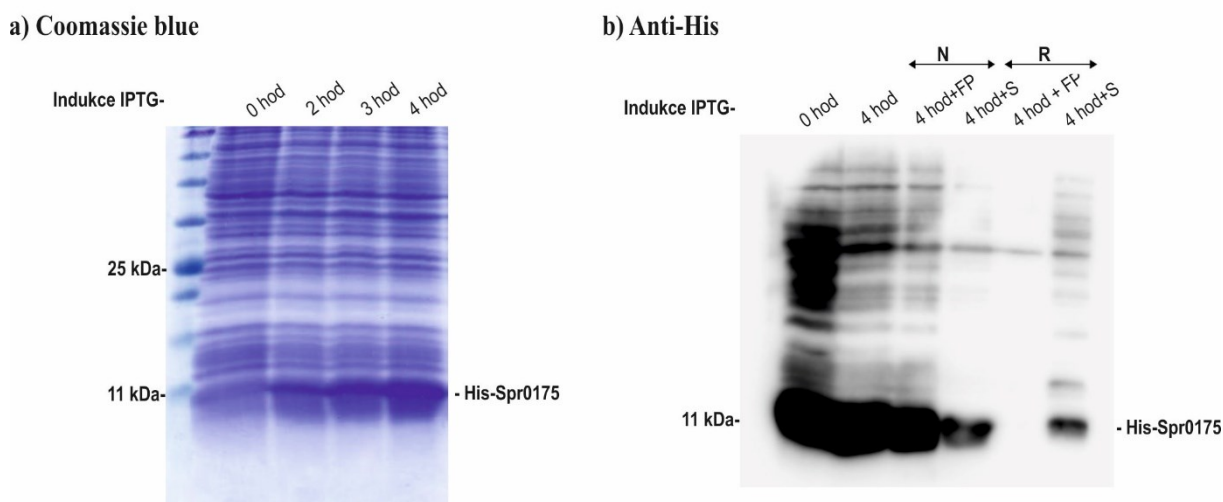 a) Coomassie blue
Indukce IPTG-
0 hod
2 hod
3 hod
4 hod
25 kDa-
11 kDa-
- His-Spr0175
b) Anti-His
N
R
Indukce IPTG-
0 hod
4 hod
4 hod+FP
4 hod+S
4 hod + FP
4 hod+S
11 kDa-
- His-Spr0175